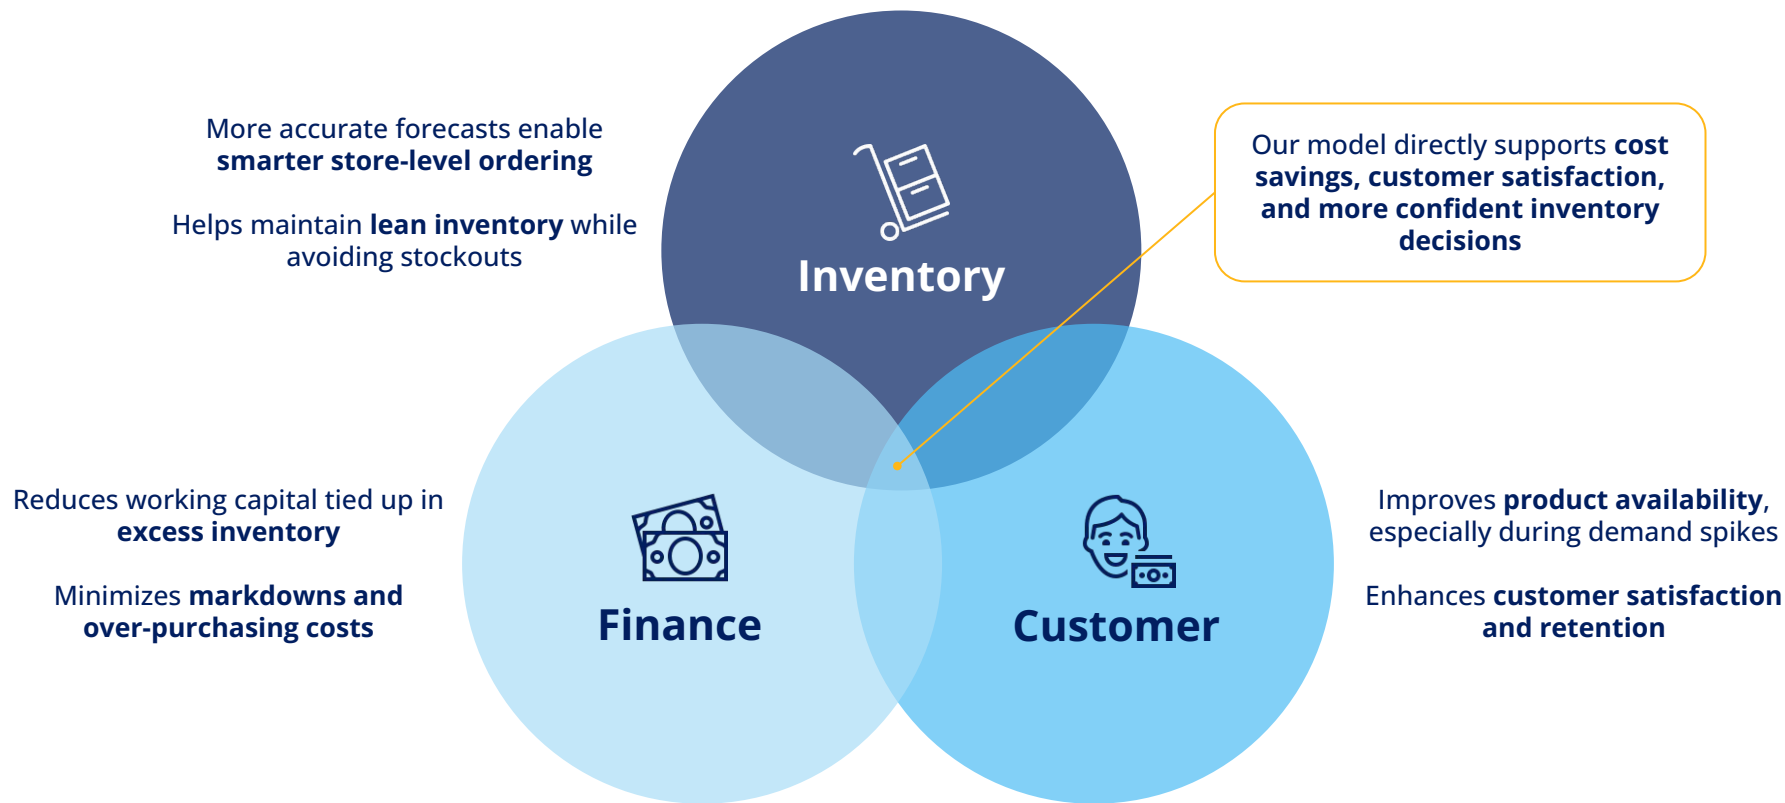 More accurate forecasts enable
smarter store-level ordering
Helps maintain lean inventory while
avoiding stockouts
Inventory
Our model directly supports cost
savings, customer satisfaction,
and more confident inventory
decisions
Reduces working capital tied up in
excess inventory
Minimizes markdowns and
over-purchasing costs
Finance
Customer
Improves product availability,
especially during demand spikes
Enhances customer satisfaction
and retention